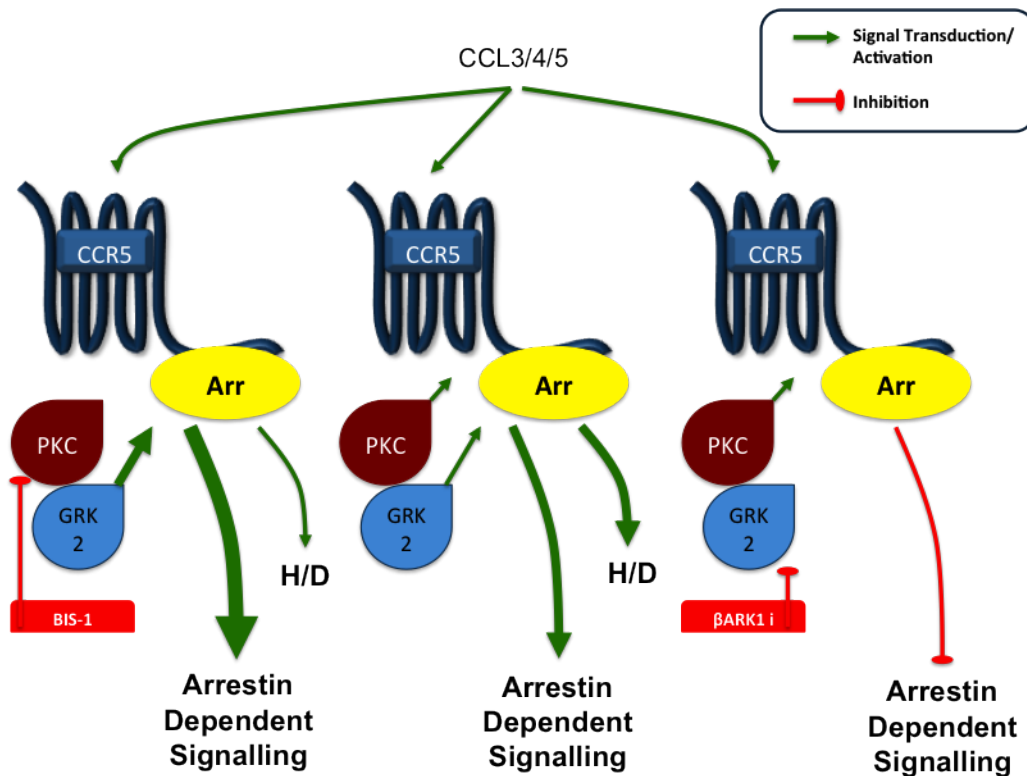 CCL3/4/5
Signal Transduction/
Activation
Inhibition
CCR5
CCR5
CCR5
Arr
Arr
Arr
PKC
PKC
PKC
GRK
2
GRK
2
GRK
2
H/D
H/D
BIS-1
βARK1 i
Arrestin
Dependent
Signalling
Arrestin
Dependent
Signalling
Arrestin
Dependent
Signalling